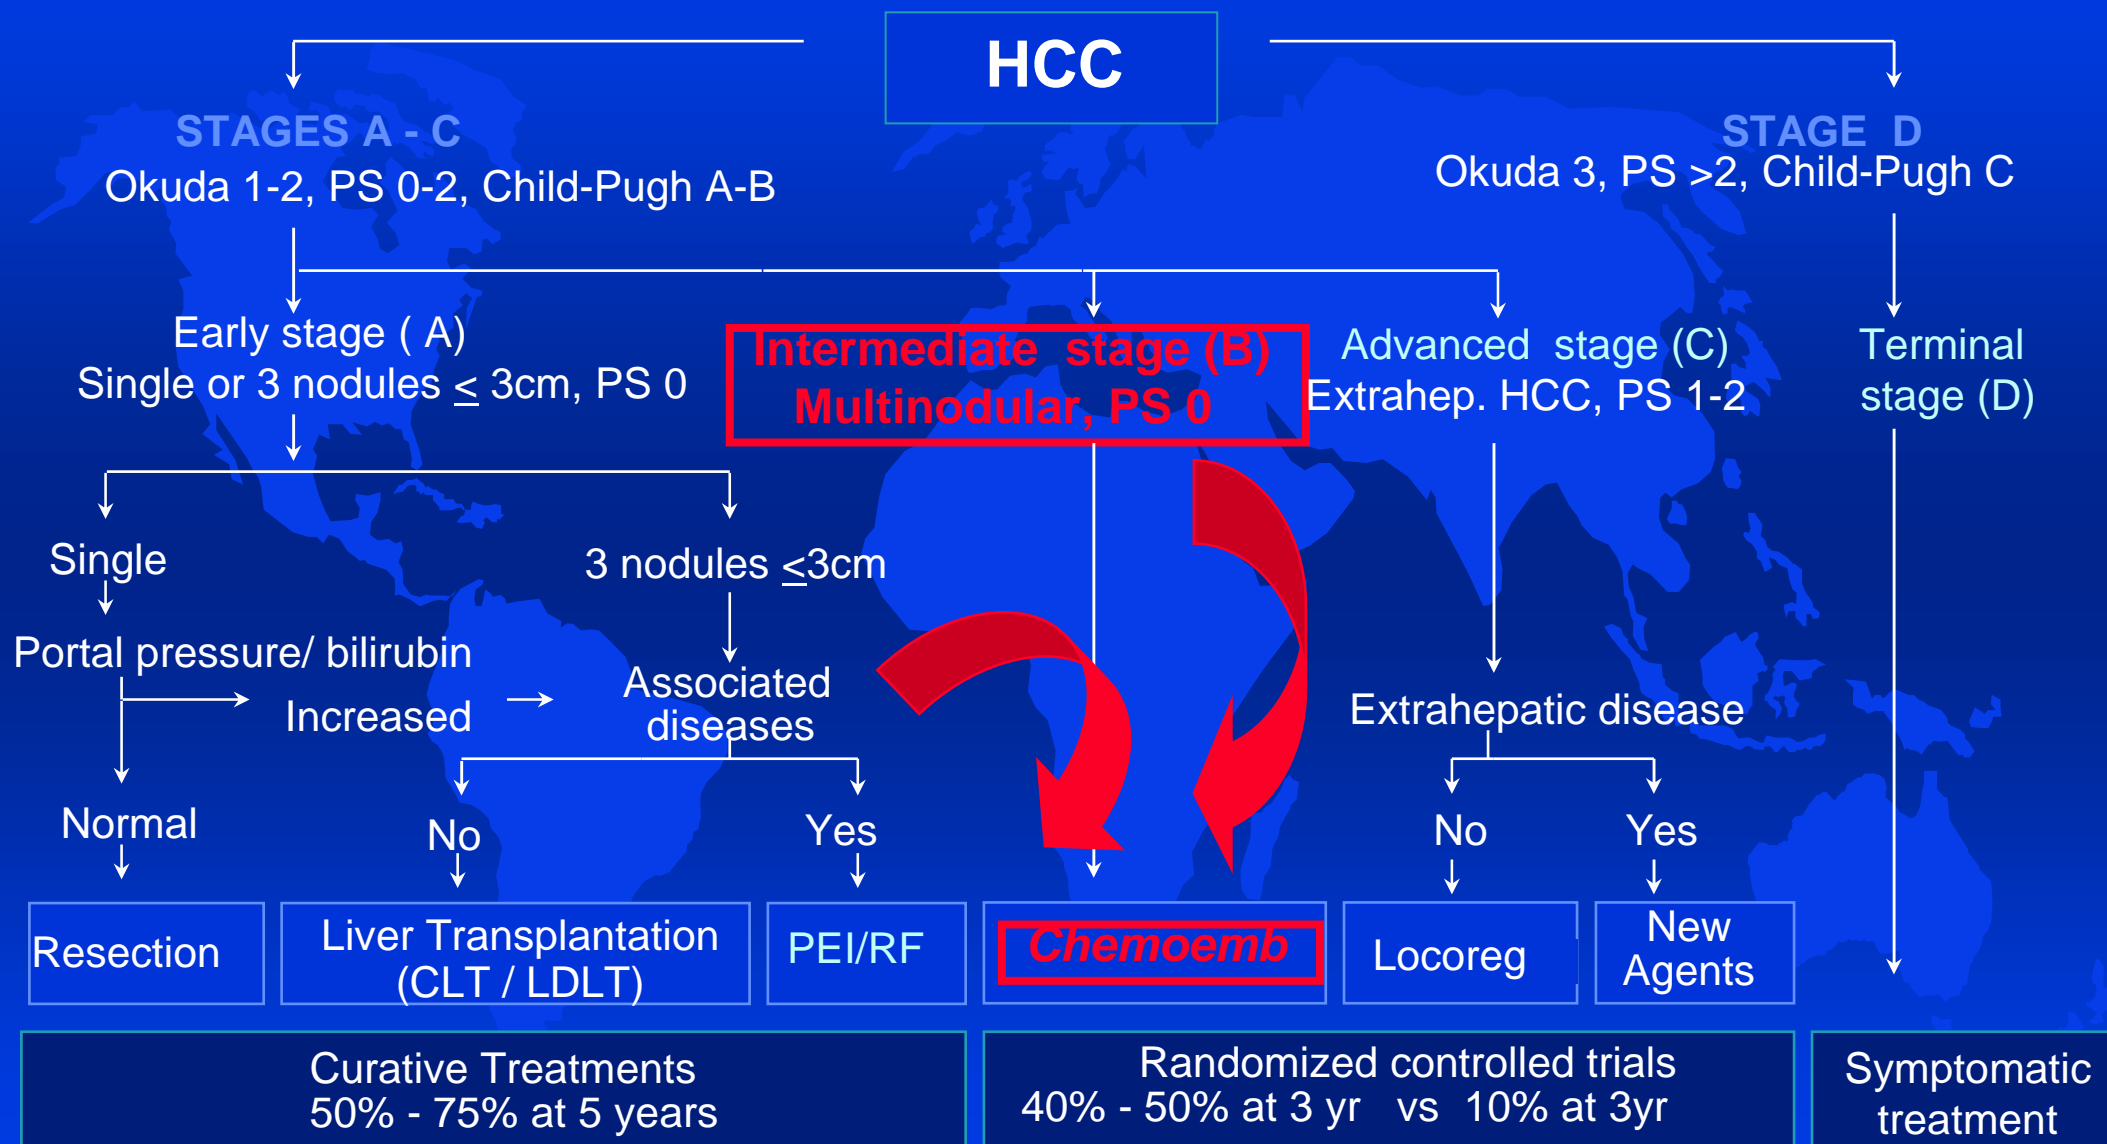 HCC
STAGES A - C
Okuda 1-2, PS 0-2, Child-Pugh A-B
STAGE D
Okuda 3, PS >2, Child-Pugh C
Early stage ( A)
Single or 3 nodules ≤ 3cm, PS 0
Intermediate stage (B)
Multinodular, PS 0
Advanced stage (C)
Extrahep. HCC, PS 1-2
Terminal
stage (D)
Single
3 nodules ≤3cm
Portal pressure/ bilirubin
Increased
Associated
diseases
Extrahepatic disease
Normal
No
Yes
No
Yes
Resection
Liver Transplantation
(CLT / LDLT)
PEI/RF
Chemoemb
Locoreg
New
Agents
Curative Treatments
50% - 75% at 5 years
Randomized controlled trials
40% - 50% at 3 yr vs 10% at 3yr
Symptomatic
treatment